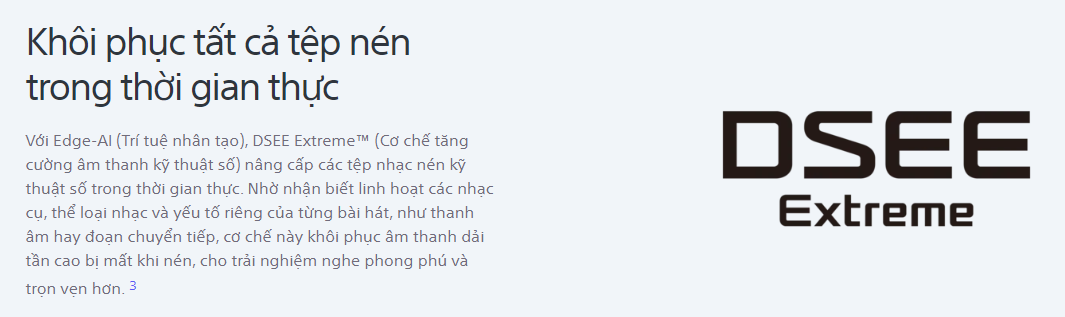 Khôi phục tất cả tệp nén
trong thời gian thực
Với Edge-AI (Trí tuệ nhân tạo), DSEE Extreme™ (Cơ chế tăng
cường âm thanh kỹ thuật số) nâng cấp các tệp nhạc nén kỹ
thuật số trong thời gian thực. Nhờ nhận biết linh hoạt các nhạc
cụ, thể loại nhạc và yếu tố riêng của từng bài hát, như thanh
âm hay đoạn chuyển tiếp, cơ chế này khôi phục âm thanh dải
tần cao bị mất khi nén, cho trải nghiệm nghe phong phú và
trọn vẹn hơn. 3
DSEE
Extreme